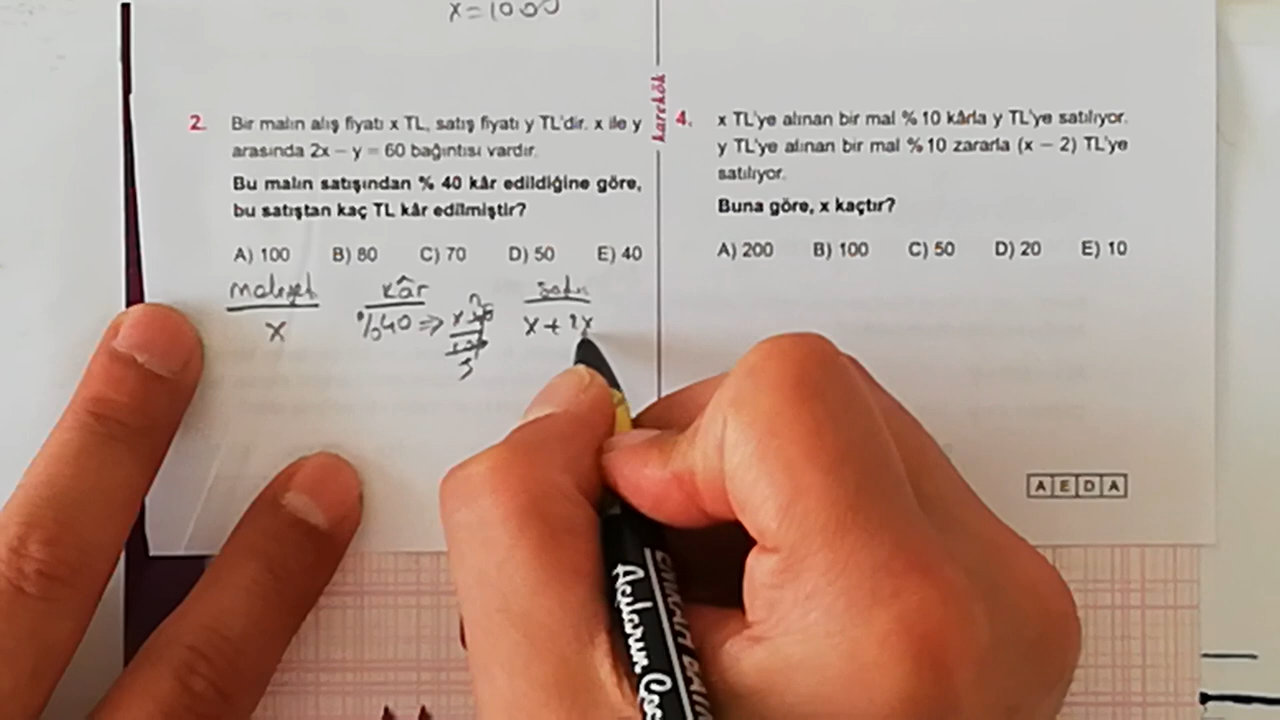 x = 1000
2. Bir malın alış fiyatı x TL, satış fiyatı y TL'dir. x ile y
arasında 2x – y = 60 bağıntısı vardır.
Bu malın satışından % 40 kâr edildiğine göre,
bu satıştan kaç TL kâr edilmiştir?
A) 100 B) 80 C) 70 D) 50 E) 40
maliyet kâr satış
x %40 ⇒ x + 2x
5
karekök
4. x TL'ye alınan bir mal % 10 kârla y TL'ye satılıyor.
y TL'ye alınan bir mal % 10 zararla (x – 2) TL'ye
satılıyor.
Buna göre, x kaçtır?
A) 200 B) 100 C) 50 D) 20 E) 10
A E D A
Açıların